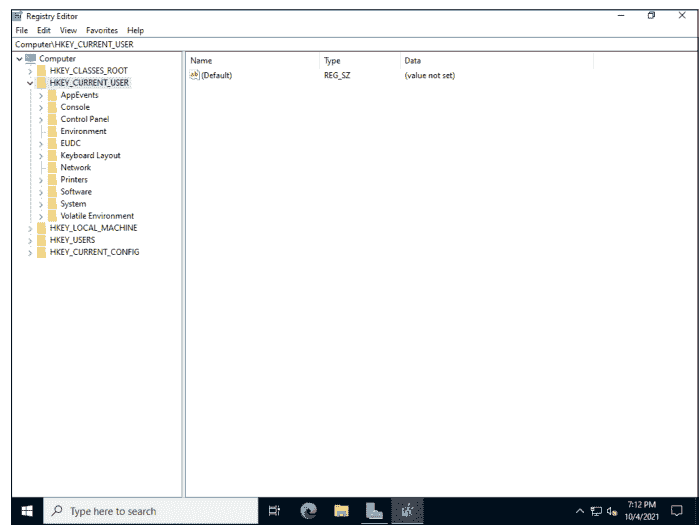 Registry Editor
File Edit View Favorites Help
Computer\HKEY_CURRENT_USER
Computer
HKEY_CLASSES_ROOT
HKEY_CURRENT_USER
AppEvents
Console
Control Panel
Environment
EUDC
Keyboard Layout
Network
Printers
Software
System
Volatile Environment
HKEY_LOCAL_MACHINE
HKEY_USERS
HKEY_CURRENT_CONFIG
Name Type Data
ab (Default) REG_SZ (value not set)
Type here to search
7:12 PM
10/4/2021